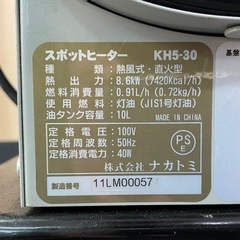 基盤
スポットヒーター KH5-30
種類:熱風式・直火型
熱出力:8.6kW (7420Kcal/h)
燃料消費量:0.91L/h (0.72kg/h)
使用燃料:灯油 (JIS1号灯油)
油タンク容量:10L MADE IN CHINA
定格電圧:100V
定格周波数:50Hz
定格消費電力:40W
PS
E
株式会社 ナカトミ
製造番号 11LM00057